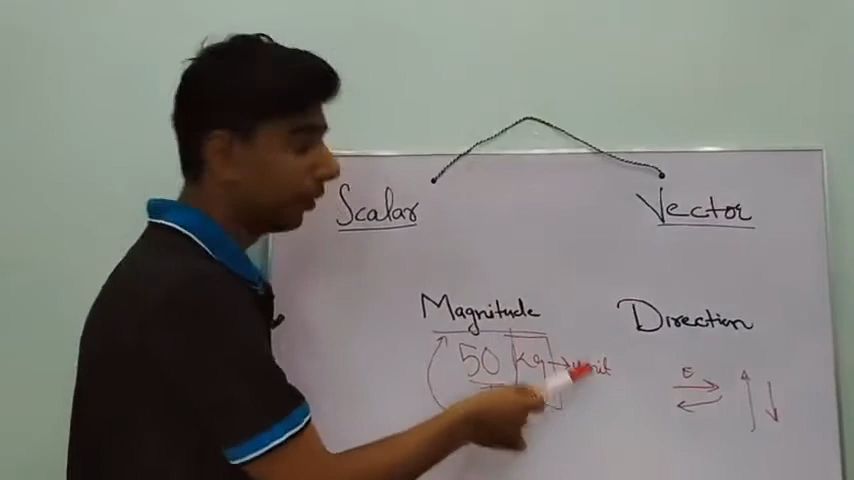 Scalar Vector
Magnitude Direction
50 kg → unit
E